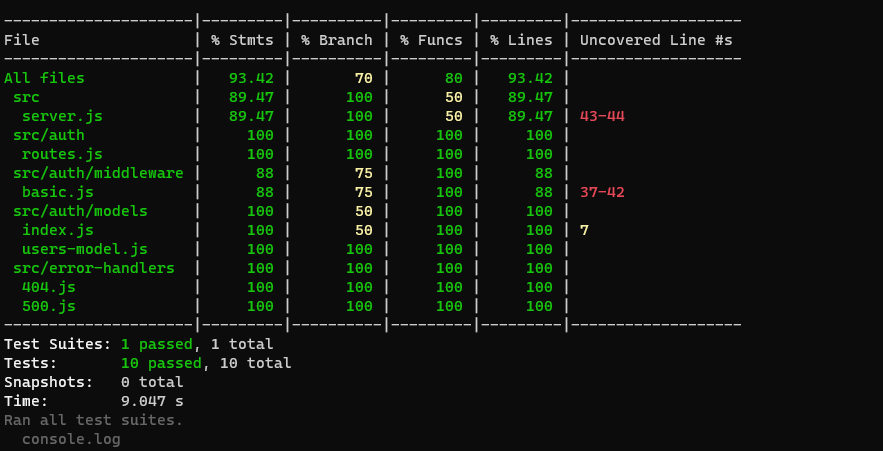 --------------------|---------|----------|---------|---------|-------------------
File                | % Stmts | % Branch | % Funcs | % Lines | Uncovered Line #s
--------------------|---------|----------|---------|---------|-------------------
All files           |   93.42 |       70 |      80 |   93.42 |
 src                |   89.47 |      100 |      50 |   89.47 |
  server.js         |   89.47 |      100 |      50 |   89.47 | 43-44
 src/auth           |     100 |      100 |     100 |     100 |
  routes.js         |     100 |      100 |     100 |     100 |
 src/auth/middleware |      88 |       75 |     100 |      88 |
  basic.js          |      88 |       75 |     100 |      88 | 37-42
 src/auth/models    |     100 |       50 |     100 |     100 |
  index.js          |     100 |       50 |     100 |     100 | 7
  users-model.js    |     100 |      100 |     100 |     100 |
 src/error-handlers |     100 |      100 |     100 |     100 |
  404.js            |     100 |      100 |     100 |     100 |
  500.js            |     100 |      100 |     100 |     100 |
--------------------|---------|----------|---------|---------|-------------------
Test Suites: 1 passed, 1 total
Tests:       10 passed, 10 total
Snapshots:   0 total
Time:        9.047 s
Ran all test suites.
  console.log